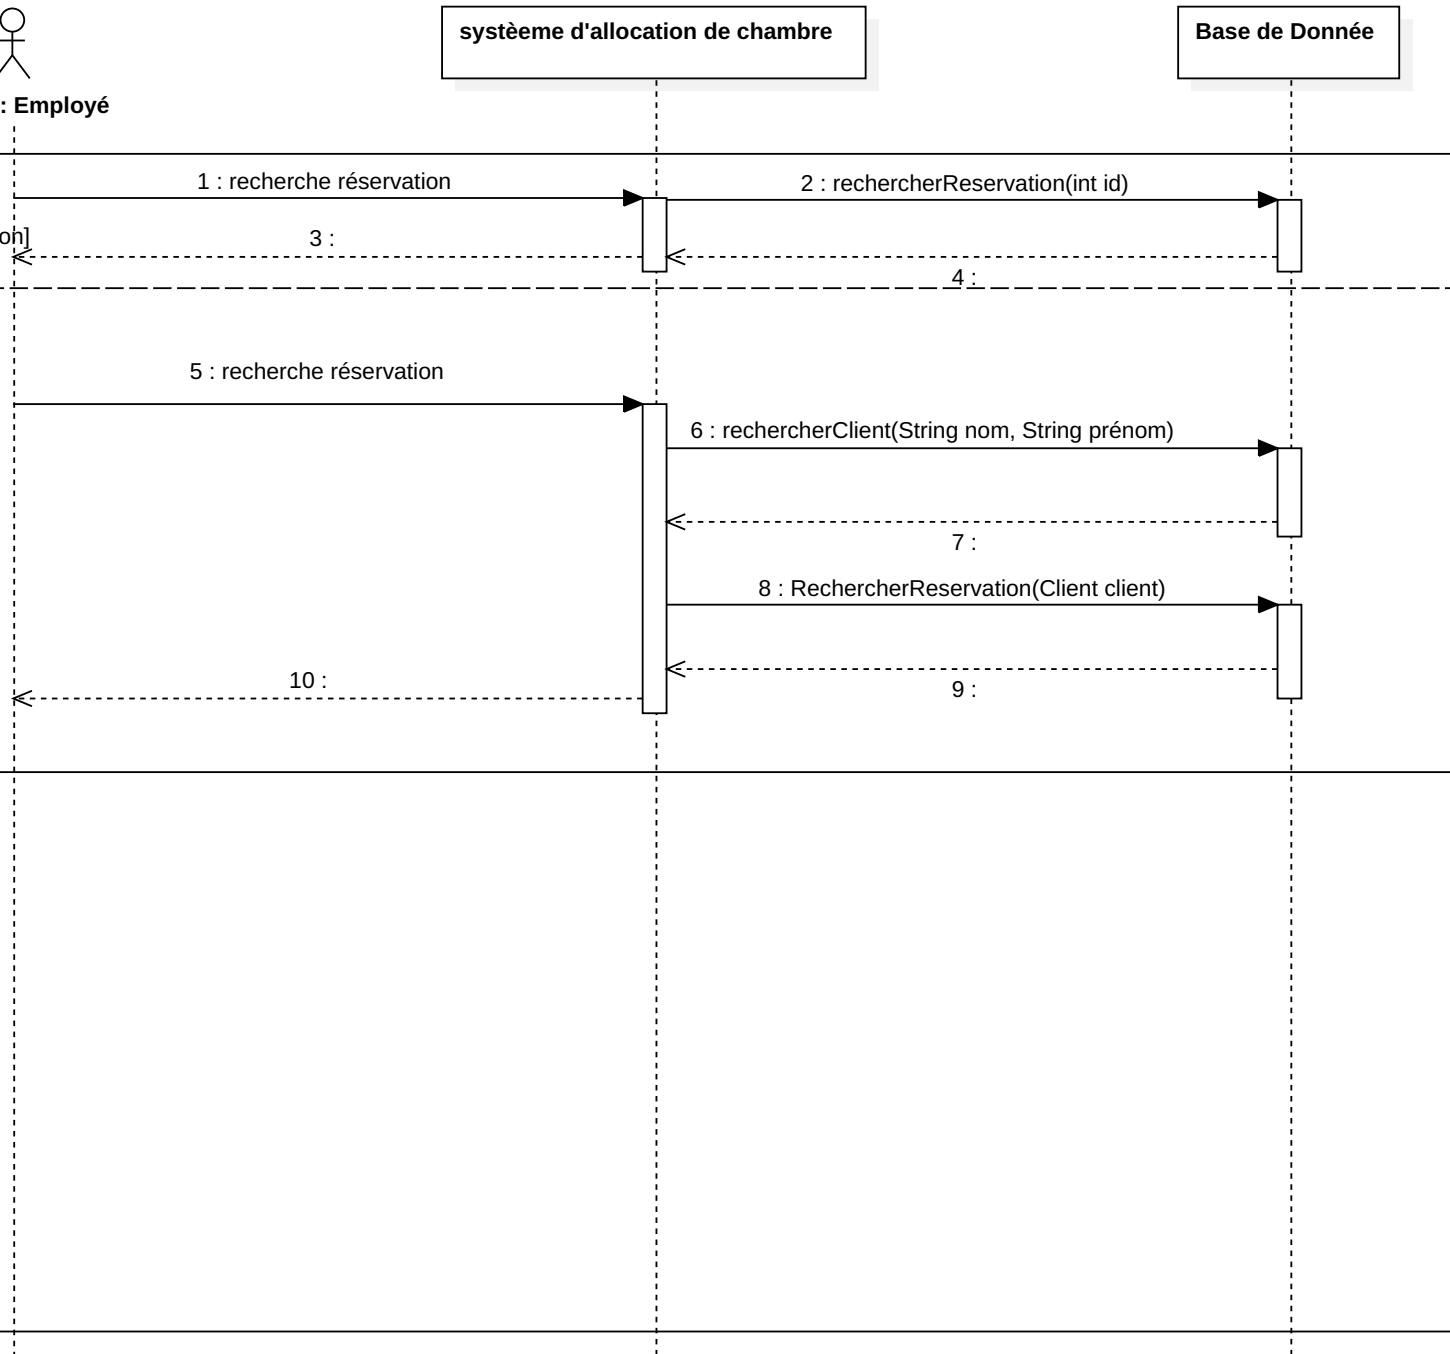 systèeme d'allocation de chambre
Base de Donnée
: Employé
1 : recherche réservation
2 : rechercherReservation(int id)
on]
3 :
4 :
5 : recherche réservation
6 : rechercherClient(String nom, String prénom)
7 :
8 : RechercherReservation(Client client)
10 :
9 :